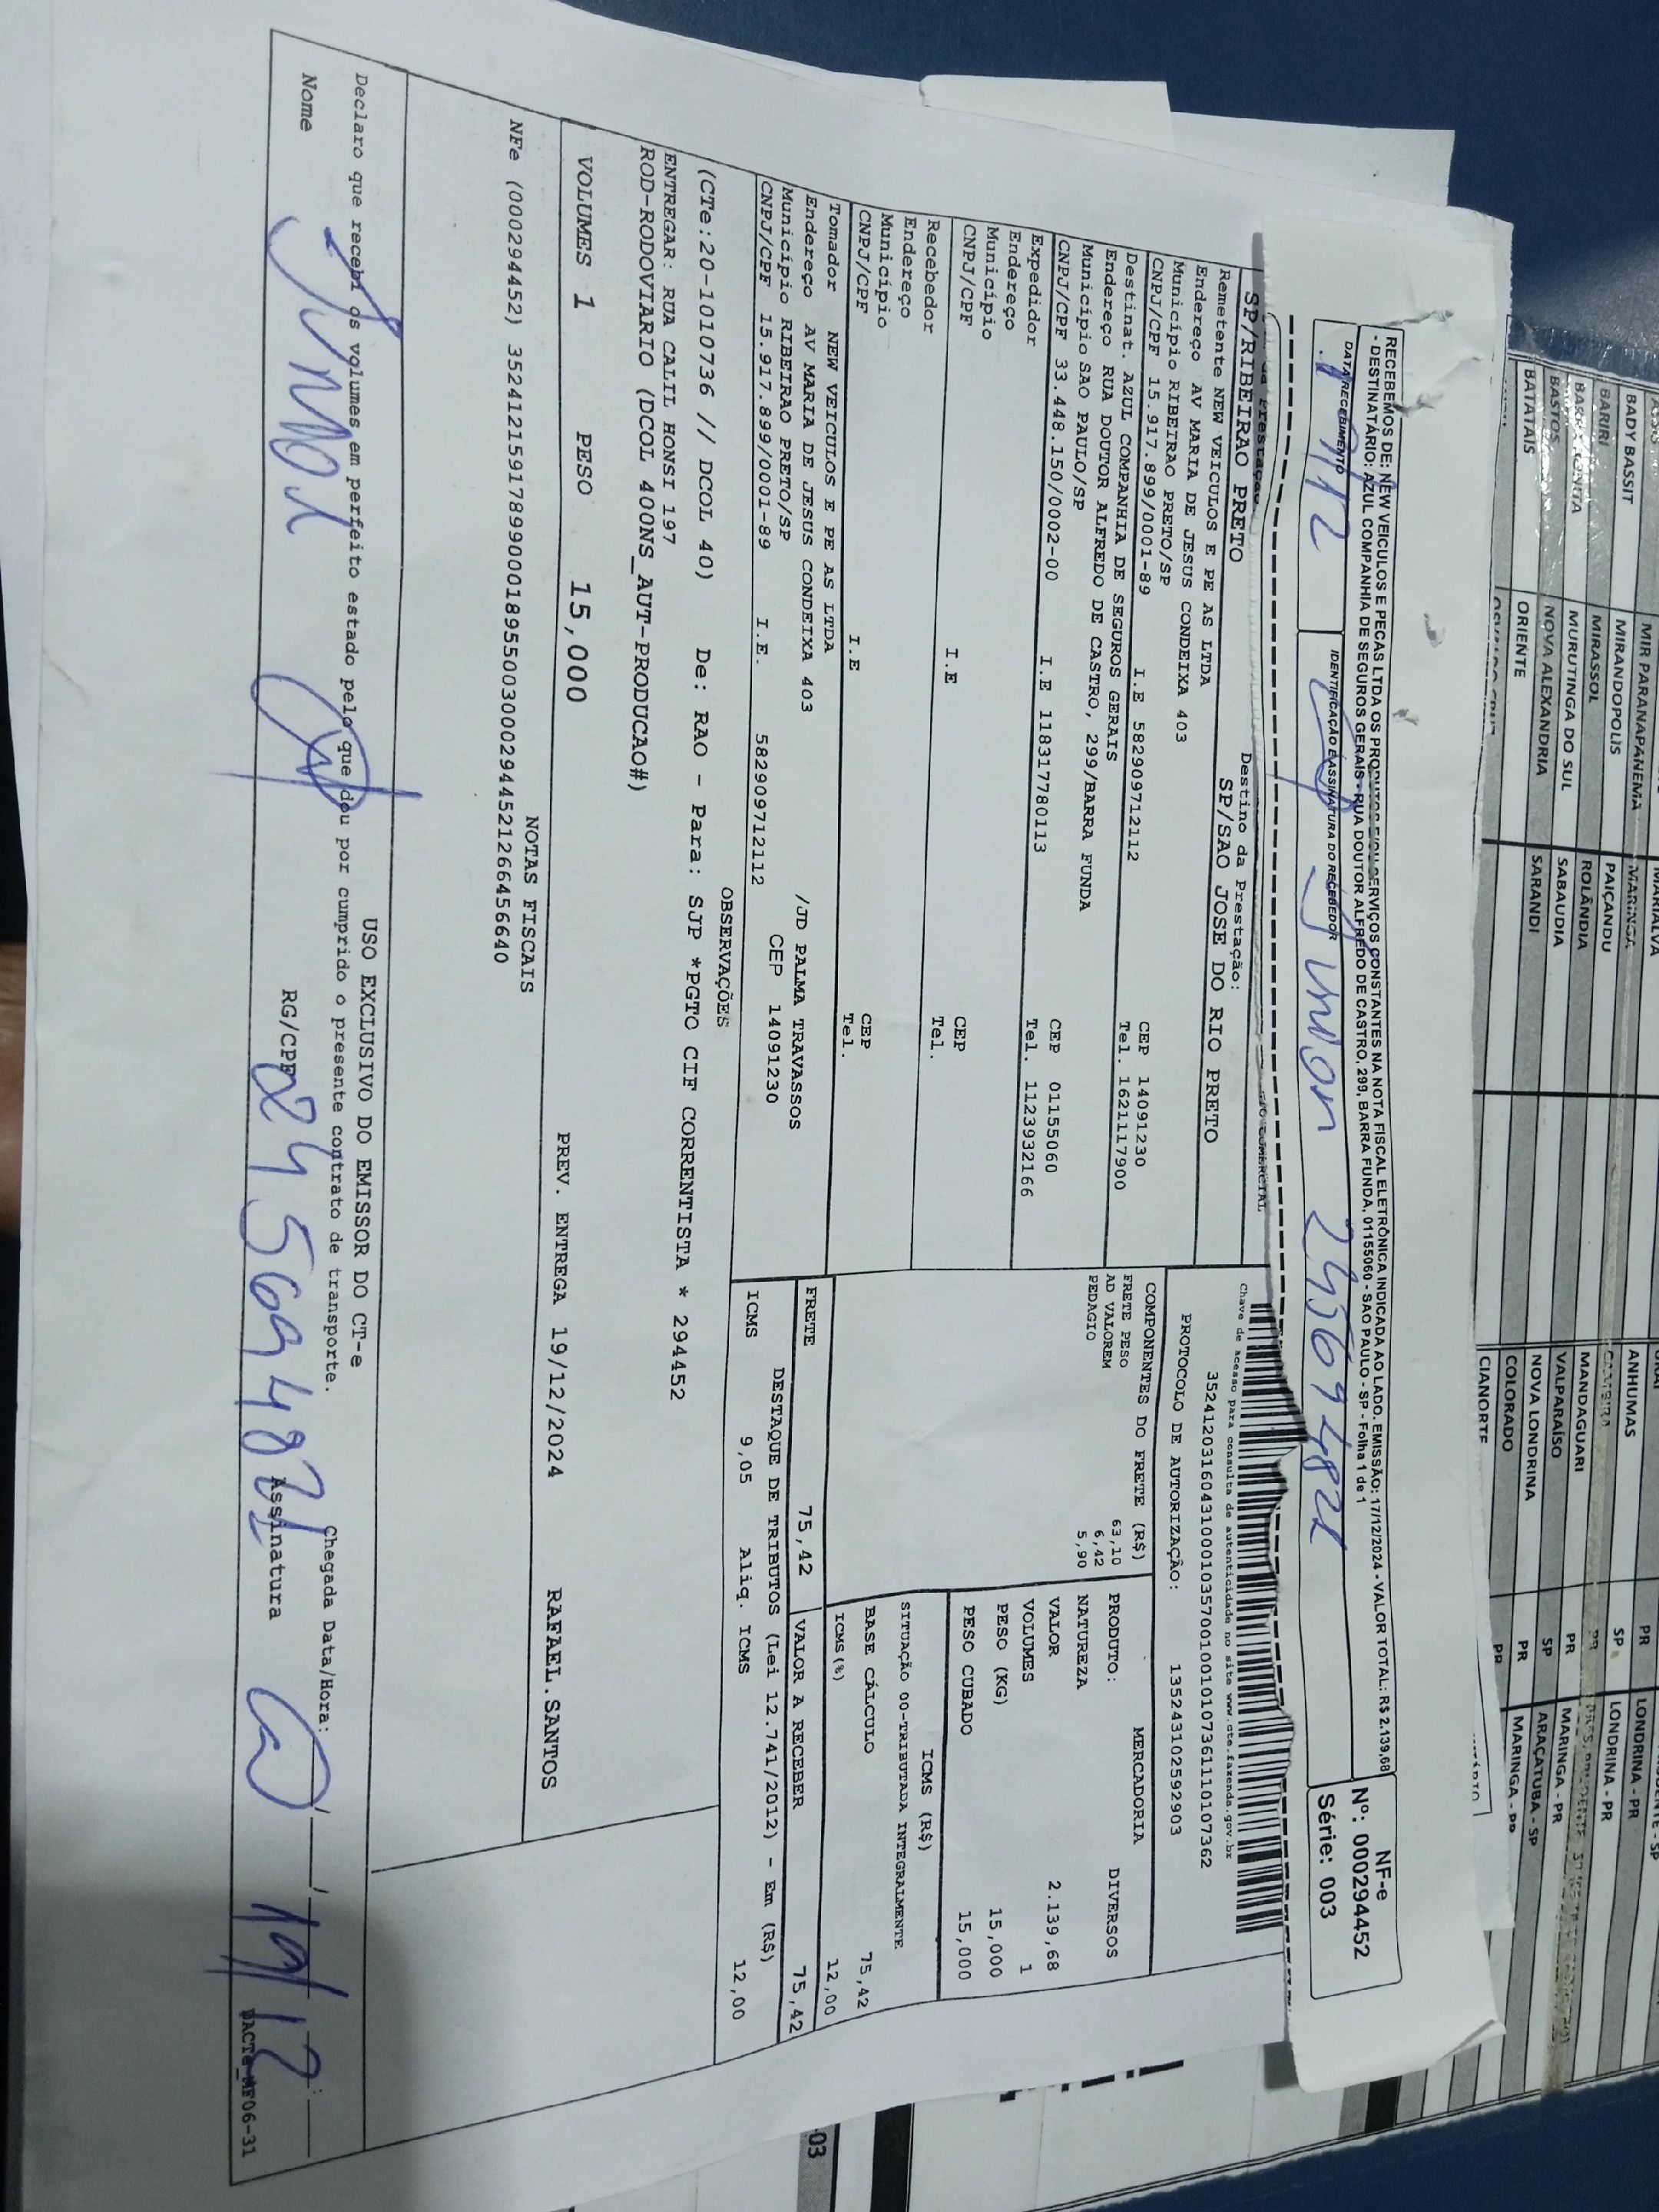 RECEBEMOS DE: NEW VEICULOS E PECAS LTDA OS PRODUTOS E/OU SERVIÇOS CONSTANTES NA NOTA FISCAL ELETRÔNICA INDICADA AO LADO. EMISSÃO: 17/12/2024 - VALOR TOTAL: R$ 2.139,68
- DESTINATÁRIO: AZUL COMPANHIA DE SEGUROS GERAIS - RUA DOUTOR ALFREDO DE CASTRO, 299, BARRA FUNDA, 01155060 - SAO PAULO - SP - Folha 1 de 1
DATA RECEBIMENTO
IDENTIFICAÇÃO E ASSINATURA DO RECEBEDOR
19/12 245694821
NF-e
Nº: 000294452
Série: 003
SP/RIBEIRAO PRETO
Destino da Prestação:
SP/SAO JOSE DO RIO PRETO
Remetente NEW VEICULOS E PE AS LTDA
Endereço AV MARIA DE JESUS CONDEIXA 403
Município RIBEIRAO PRETO/SP CEP 14091230
CNPJ/CPF 15.917.899/0001-89 I.E 582909712112 Tel. 1621117900
Destinat. AZUL COMPANHIA DE SEGUROS GERAIS
Endereço RUA DOUTOR ALFREDO DE CASTRO, 299/BARRA FUNDA
Município SAO PAULO/SP CEP 01155060
CNPJ/CPF 33.448.150/0002-00 I.E 118317780113 Tel. 1123932166
Expedidor
Endereço
Município CEP
CNPJ/CPF I.E Tel.
Recebedor
Endereço
Município CEP
CNPJ/CPF I.E Tel.
Tomador NEW VEICULOS E PE AS LTDA
Endereço AV MARIA DE JESUS CONDEIXA 403 /JD PALMA TRAVASSOS
Município RIBEIRAO PRETO/SP CEP 14091230
CNPJ/CPF 15.917.899/0001-89 I.E. 582909712112
Chave de acesso para consulta de autenticidade no site www.cte.fazenda.gov.br
35241203160431000103570010010107361110107362
PROTOCOLO DE AUTORIZAÇÃO: 135243102592903
COMPONENTES DO FRETE (R$)
FRETE PESO 63,10
AD VALOREM 6,42
PEDAGIO 5,90
MERCADORIA
PRODUTO: DIVERSOS
NATUREZA
VALOR 2.139,68
VOLUMES 1
PESO (KG) 15,000
PESO CUBADO 15,000
ICMS (R$)
SITUAÇÃO 00-TRIBUTADA INTEGRALMENTE
BASE CÁLCULO 75,42
ICMS(%) 12,00
FRETE 75,42 VALOR A RECEBER 75,42
DESTAQUE DE TRIBUTOS (Lei 12.741/2012) - Em (R$)
ICMS 9,05 Aliq. ICMS 12,00
OBSERVAÇÕES
(CTe:20-1010736 // DCOL 40) De: RAO - Para: SJP *PGTO CIF CORRENTISTA * 294452
ENTREGAR: RUA CALIL HONSI 197
ROD-RODOVIARIO (DCOL 400NS_AUT-PRODUCAO#)
VOLUMES 1 PESO 15,000 PREV. ENTREGA 19/12/2024 RAFAEL.SANTOS
NOTAS FISCAIS
NFe (000294452) 35241215917899000189550030002944521266456640
USO EXCLUSIVO DO EMISSOR DO CT-e
Declaro que recebi os volumes em perfeito estado pelo que dou por cumprido o presente contrato de transporte.
Chegada Data/Hora: 19/12
Nome RG/CPF 245694821 Assinatura
DACTe_MF06-31
BADY BASSIT MIRANDOPOLIS PAIÇANDU ANHUMAS SP LONDRINA - PR
BARIRI MIRASSOL ROLÂNDIA
MURUTINGA DO SUL SABAUDIA MANDAGUARI PR
BASTOS NOVA ALEXANDRIA SARANDI VALPARAÍSO SP MARINGA - PR
BATATAIS ORIENTE NOVA LONDRINA PR ARAÇATUBA - SP
COLORADO PR MARINGA - PR
CIANORTE
MIR PARANAPANEMA MARINGA PR LONDRINA - PR